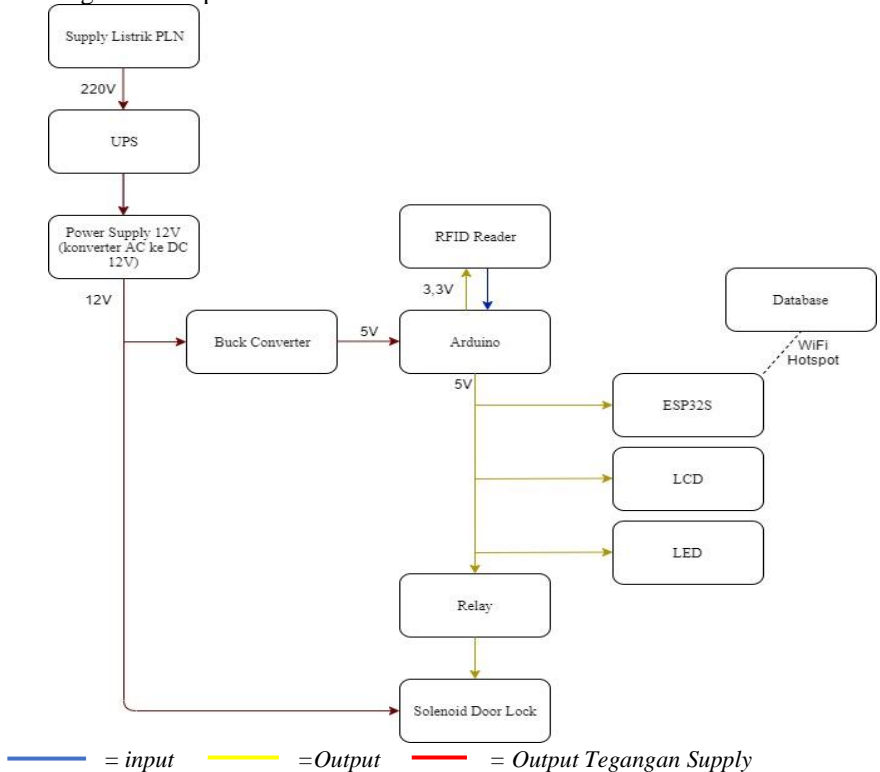 Supply Listrik PLN
220V
UPS
Power Supply 12V
(konverter AC ke DC
12V)
12V
RFID Reader
3,3V
Database
WiFi
Hotspot
Buck Converter
5V
Arduino
5V
ESP32S
LCD
LED
Relay
Solenoid Door Lock
= input =Output = Output Tegangan Supply